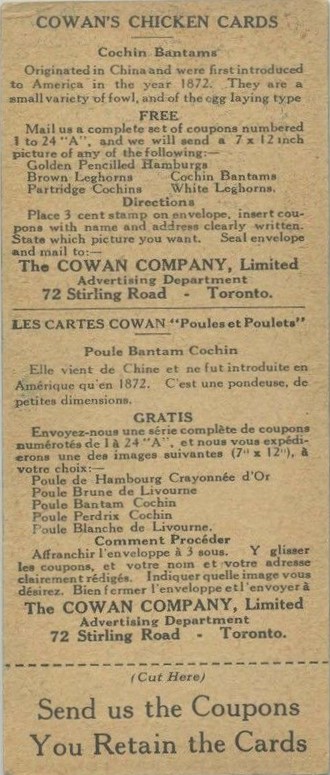 COWAN'S CHICKEN CARDS
Cochin Bantams
Originated in China and were first introduced
to America in the year 1872. They are a
small variety of fowl, and of the egg laying type
FREE
Mail us a complete set of coupons numbered
1 to 24 "A", and we will send a 7 x 12 inch
picture of any of the following:—
Golden Pencilled Hamburgs
Brown Leghorns Cochin Bantams
Partridge Cochins White Leghorns.
Directions
Place 3 cent stamp on envelope, insert cou-
pons with name and address clearly written.
State which picture you want. Seal envelope
and mail to:—
The COWAN COMPANY, Limited
Advertising Department
72 Stirling Road - Toronto.
LES CARTES COWAN "Poules et Poulets"
Poule Bantam Cochin
Elle vient de Chine et ne fut introduite en
Amérique qu'en 1872. C'est une pondeuse, de
petites dimensions.
GRATIS
Envoyez-nous une série complète de coupons
numérotés de 1 à 24 "A", et nous vous expédi-
erons une des images suivantes (7" x 12"), à
votre choix:—
Poule de Hambourg Crayonnée d'Or
Poule Brune de Livourne
Poule Bantam Cochin
Poule Perdrix Cochin
Poule Blanche de Livourne.
Comment Procéder
Affranchir l'enveloppe à 3 sous. Y glisser
les coupons, et votre nom et votre adresse
clairement rédigés. Indiquer quelle image vous
désirez. Bien fermer l'enveloppe et l'envoyer à
The COWAN COMPANY, Limited
Advertising Department
72 Stirling Road - Toronto.
(Cut Here)
Send us the Coupons
You Retain the Cards